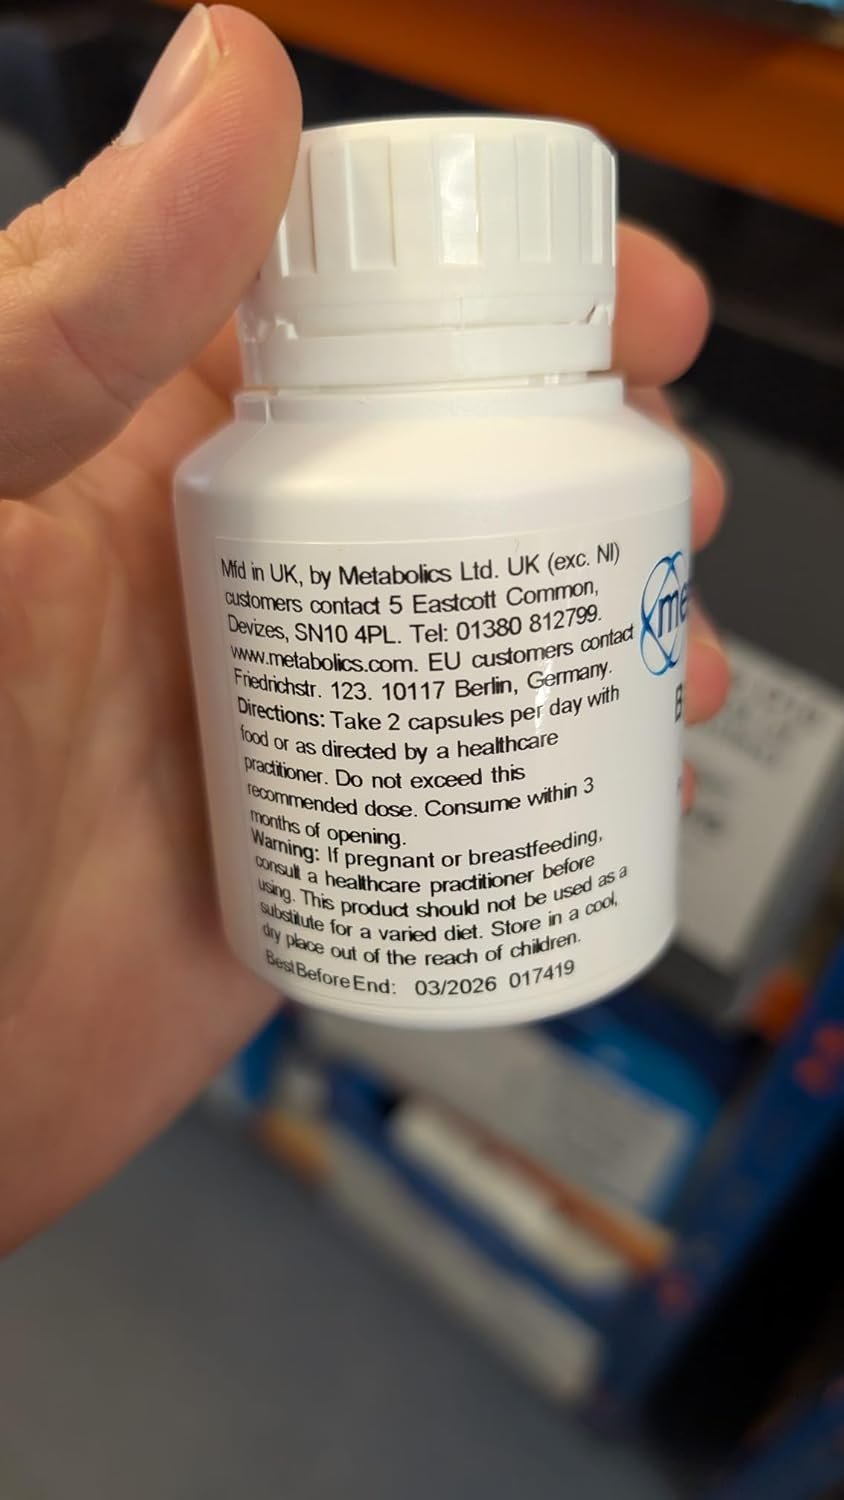 Mfd in UK, by Metabolics Ltd. UK (exc. NI)
customers contact 5 Eastcott Common,
Devizes, SN10 4PL. Tel: 01380 812799.
www.metabolics.com. EU customers contact
Friedrichstr. 123. 10117 Berlin, Germany.
Directions: Take 2 capsules per day with
food or as directed by a healthcare
practitioner. Do not exceed this
recommended dose. Consume within 3
months of opening.
Warning: If pregnant or breastfeeding,
consult a healthcare practitioner before
using. This product should not be used as a
substitute for a varied diet. Store in a cool,
dry place out of the reach of children.
Best Before End: 03/2026 017419
me
B